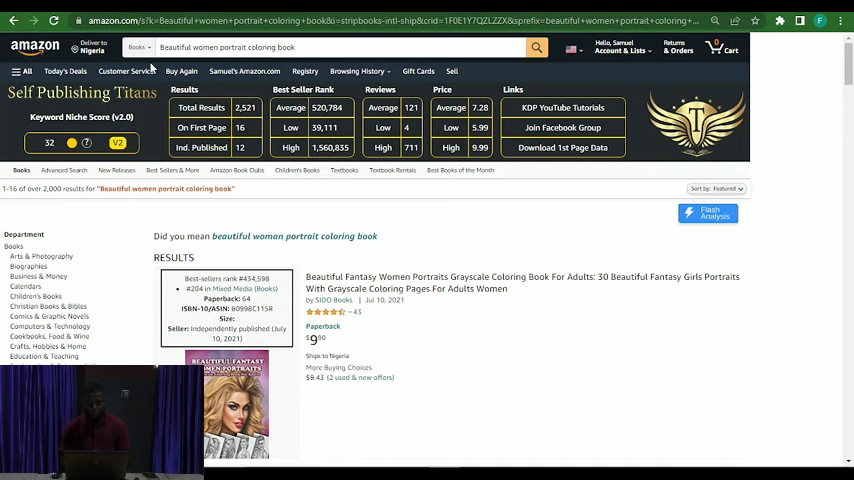 amazon.com/s?k=Beautiful+women+portrait+coloring+book&i=stripbooks-intl-ship&crid=1F0E1Y7QZLZZX&sprefix=beautiful+women+portrait+coloring+...
amazon
Deliver to
Nigeria
Books
Beautiful women portrait coloring book
Hello, Samuel
Account & Lists
Returns
& Orders
0
Cart
All
Today's Deals
Customer Service
Buy Again
Samuel's Amazon.com
Registry
Browsing History
Gift Cards
Sell
Self Publishing Titans
Keyword Niche Score (v2.0)
32 ? V2
Results
Total Results 2,521
On First Page 16
Ind. Published 12
Best Seller Rank
Average 520,784
Low 39,111
High 1,560,835
Reviews
Average 121
Low 4
High 711
Price
Average 7.28
Low 5.99
High 9.99
Links
KDP YouTube Tutorials
Join Facebook Group
Download 1st Page Data
T
Books
Advanced Search
New Releases
Best Sellers & More
Amazon Book Clubs
Children's Books
Textbooks
Textbook Rentals
Best Books of the Month
1-16 of over 2,000 results for "Beautiful women portrait coloring book"
Sort by: Featured
Flash
Analysis
Department
Books
Arts & Photography
Biographies
Business & Money
Calendars
Children's Books
Christian Books & Bibles
Comics & Graphic Novels
Computers & Technology
Cookbooks, Food & Wine
Crafts, Hobbies & Home
Education & Teaching
Did you mean beautiful woman portrait coloring book
RESULTS
Best-sellers rank #434,598
#204 in Mixed Media (Books)
Paperback: 64
ISBN-10/ASIN: B0998C115R
Size:
Seller: Independently published (July
10, 2021)
BEAUTIFUL FANTASY
WOMEN PORTRAITS
Beautiful Fantasy Women Portraits Grayscale Coloring Book For Adults: 30 Beautiful Fantasy Girls Portraits
With Grayscale Coloring Pages For Adults Women
by SIDO Books | Jul 10, 2021
43
Paperback
$9.90
Ships to Nigeria
More Buying Choices
$9.43 (2 used & new offers)